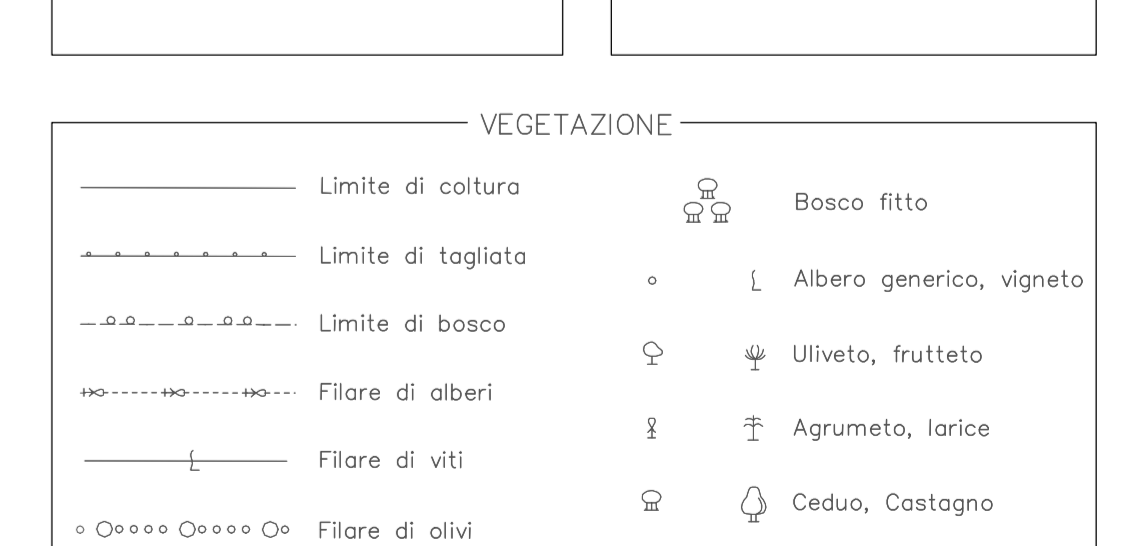 VEGETAZIONE
Limite di coltura
Limite di tagliata
Limite di bosco
Filare di alberi
Filare di viti
Filare di olivi
Bosco fitto
Albero generico, vigneto
Uliveto, frutteto
Agrumeto, larice
Ceduo, Castagno